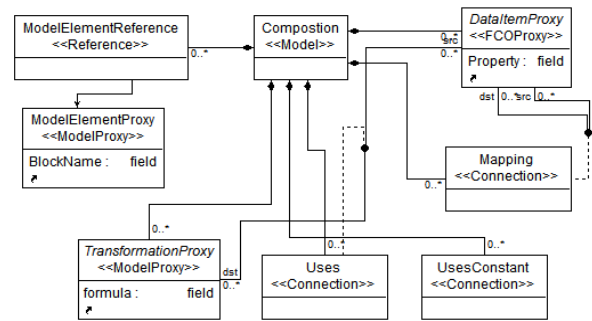 ModelElementReference
<<Reference>>
0..*
Compostion
<<Model>>
DataItemProxy
<<FCOProxy>>
Property : field
0..*
src
0..*
ModelElementProxy
<<ModelProxy>>
BlockName : field
dst 0..*
src 0..*
Mapping
<<Connection>>
0..*
0..*
TransformationProxy
<<ModelProxy>>
formula : field
dst
0..*
0..*
Uses
<<Connection>>
0..*
UsesConstant
<<Connection>>